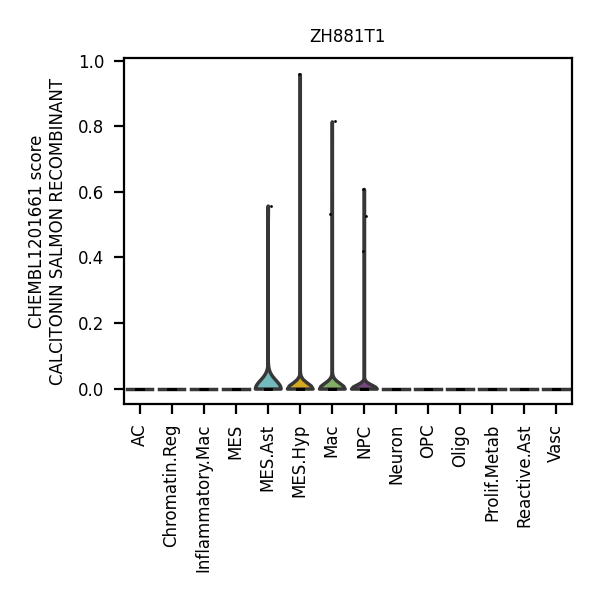 ZH881T1
CHEMBL1201661 score
CALCITONIN SALMON RECOMBINANT
1.0
0.8
0.6
0.4
0.2
0.0
AC
Chromatin.Reg
Inflammatory.Mac
MES
MES.Ast
MES.Hyp
Mac
NPC
Neuron
OPC
Oligo
Prolif.Metab
Reactive.Ast
Vasc